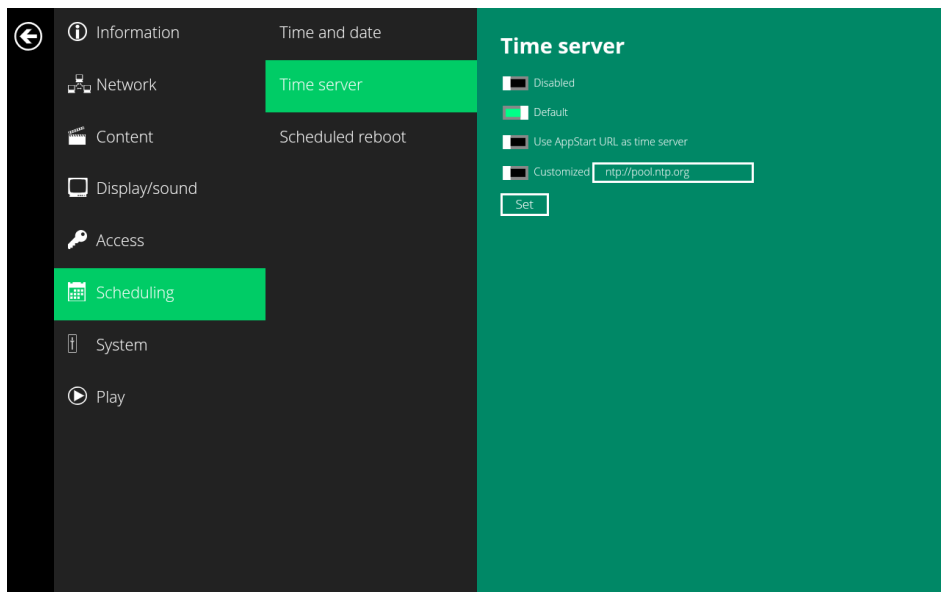 Information
Network
Content
Display/sound
Access
Scheduling
System
Play
Time and date
Time server
Scheduled reboot
Time server
Disabled
Default
Use AppStart URL as time server
Customized ntp://pool.ntp.org
Set